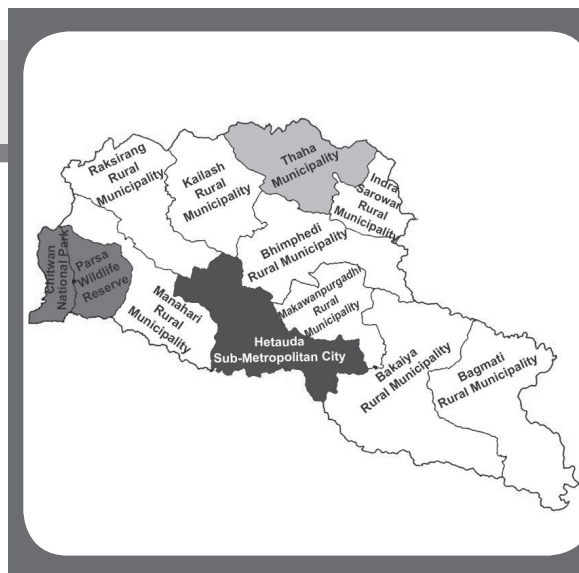 Raksirang
Rural
Municipality
Kailash
Rural
Municipality
Thaha
Municipality
Indra
Sarowar
Rural
Municipality
Bhimphedi
Rural Municipality
Chitwan
National Park
Parsa
Wildlife
Reserve
Manahari
Rural
Municipality
Makawanpurgadhi
Rural
Municipality
Hetauda
Sub-Metropolitan City
Bakaiya
Rural Municipality
Bagmati
Rural Municipality